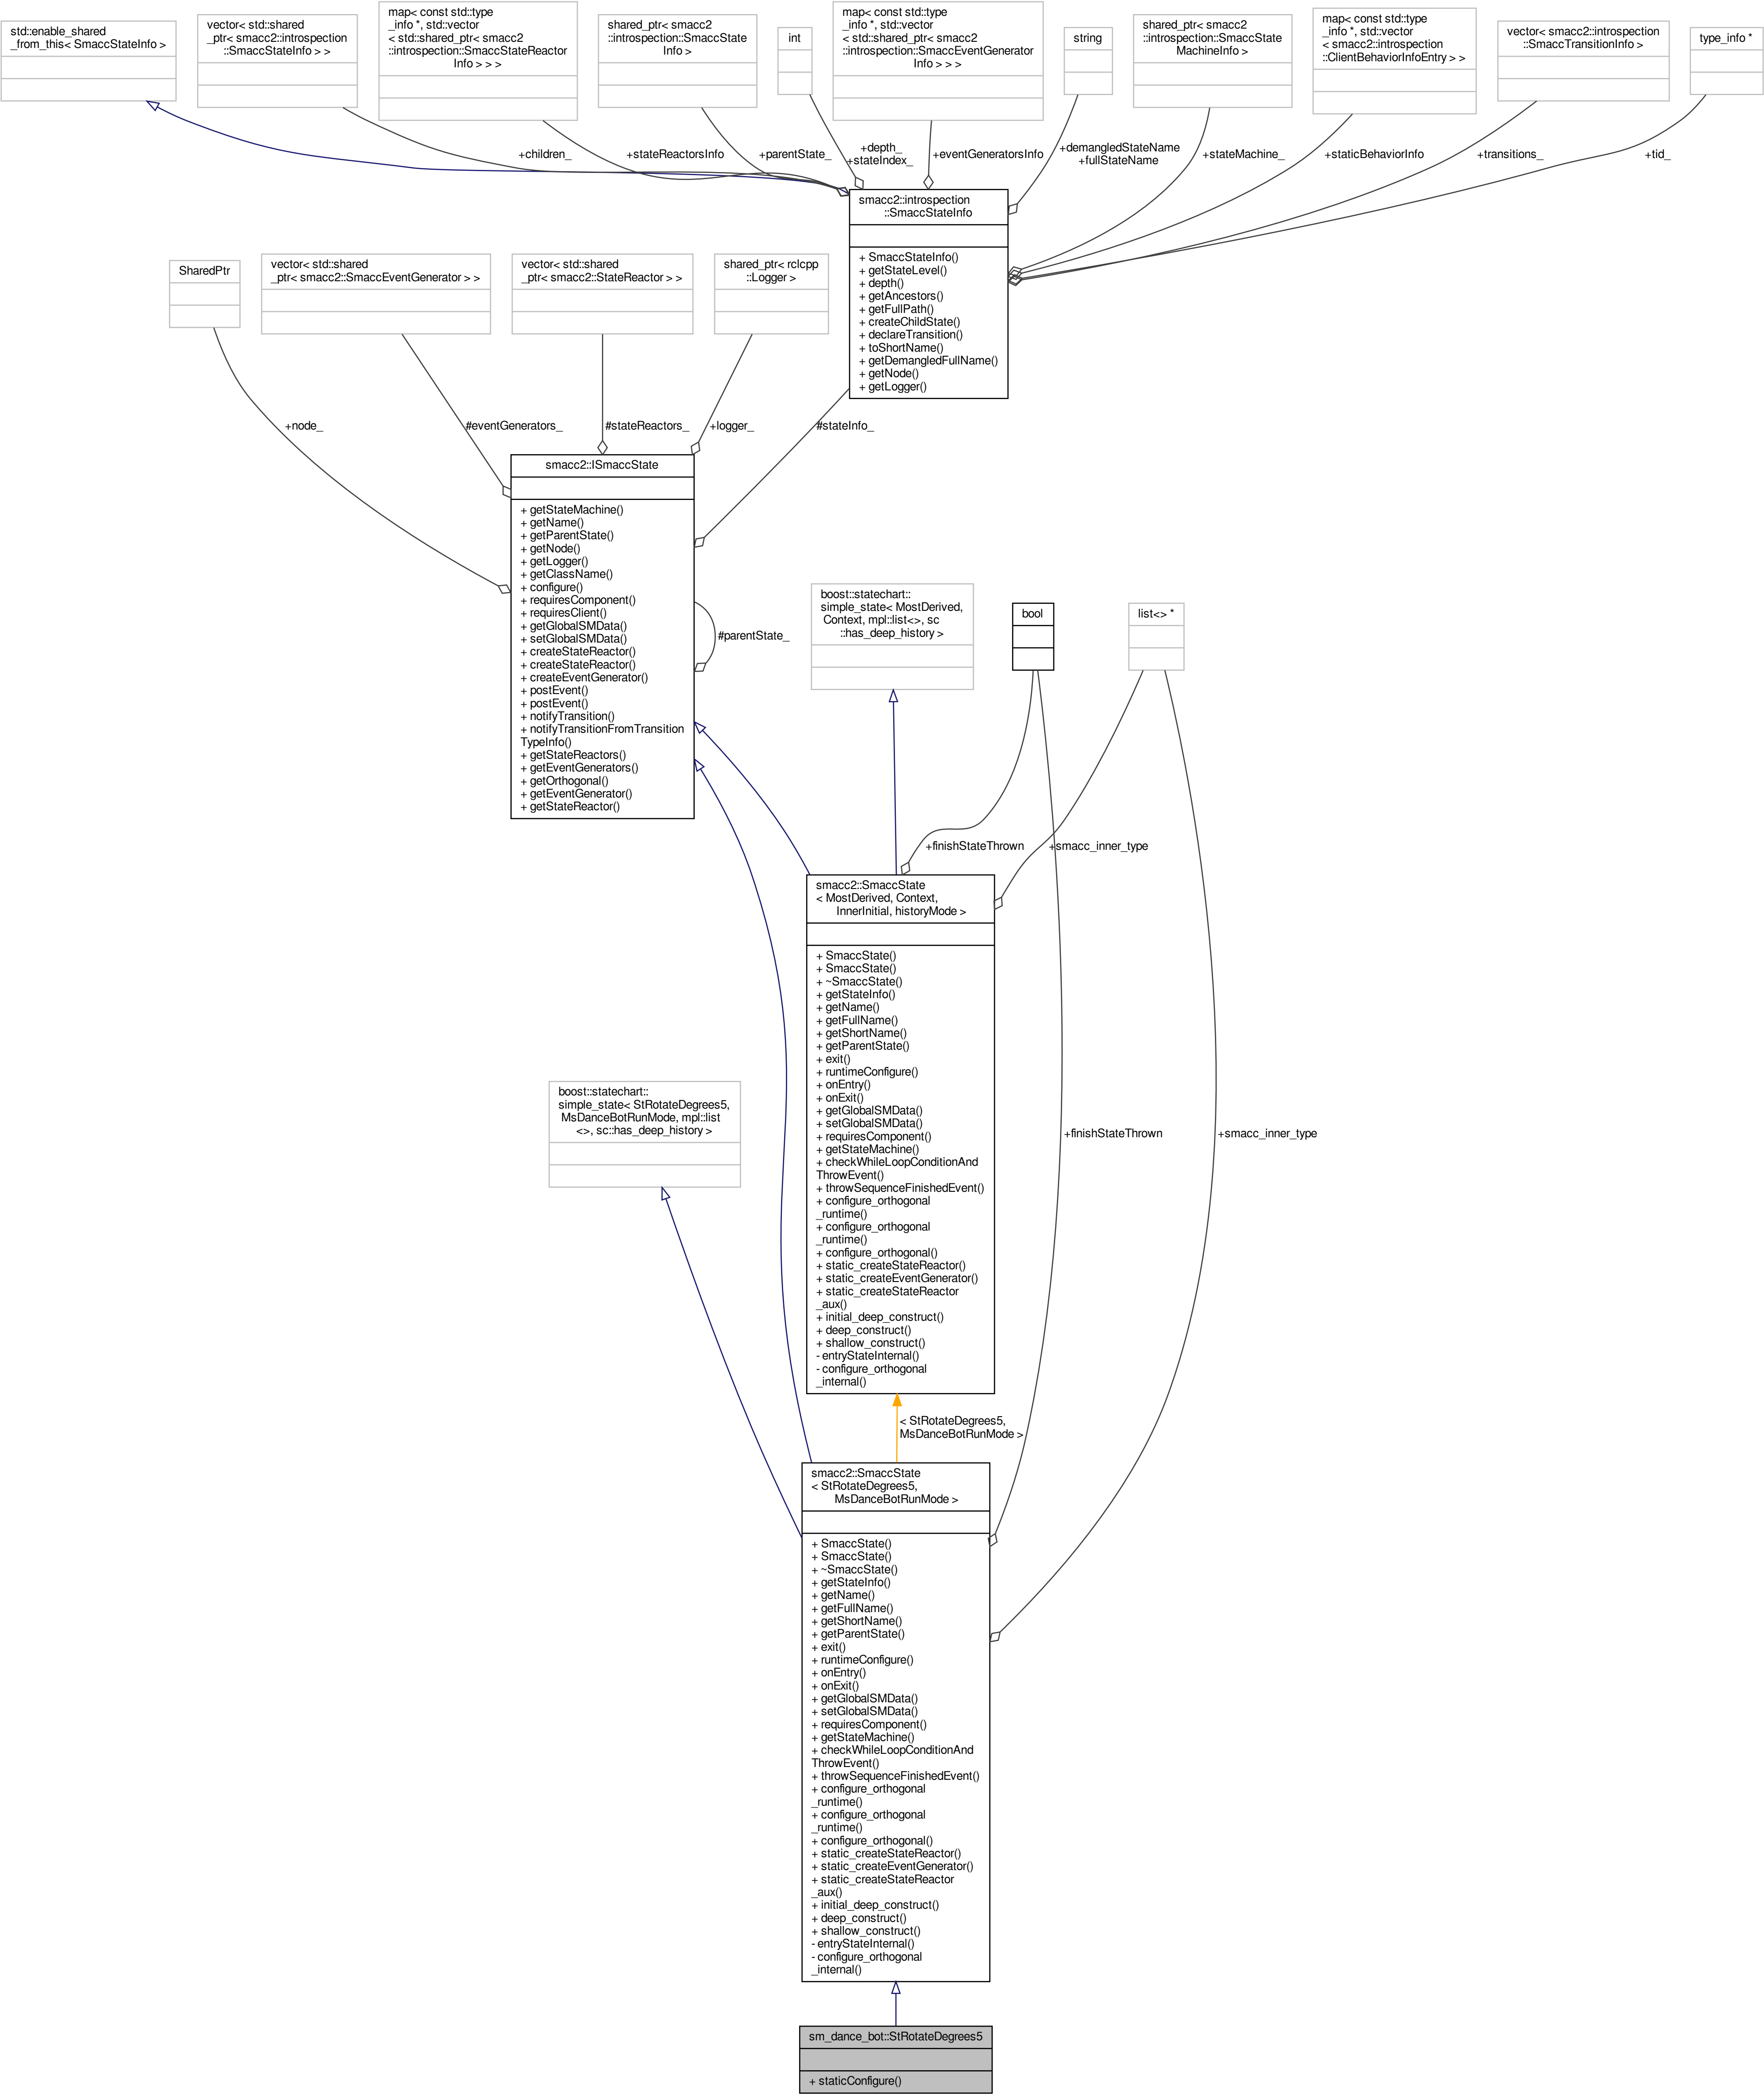 std::enable_shared
_from_this< SmaccStateInfo >
vector< std::shared
_ptr< smacc2::introspection
::SmaccStateInfo > >
map< const std::type
_info *, std::vector
< std::shared_ptr< smacc2
::introspection::SmaccStateReactor
Info > > >
shared_ptr< smacc2
::introspection::SmaccState
Info >
int
map< const std::type
_info *, std::vector
< std::shared_ptr< smacc2
::introspection::SmaccEventGenerator
Info > > >
string
shared_ptr< smacc2
::introspection::SmaccState
MachineInfo >
map< const std::type
_info *, std::vector
< smacc2::introspection
::ClientBehaviorInfoEntry > >
vector< smacc2::introspection
::SmaccTransitionInfo >
type_info *
+children_
+stateReactorsInfo
+parentState_
+depth_
+stateIndex_
+eventGeneratorsInfo
+demangledStateName
+fullStateName
+stateMachine_
+staticBehaviorInfo
+transitions_
+tid_
smacc2::introspection
::SmaccStateInfo
+ SmaccStateInfo()
+ getStateLevel()
+ depth()
+ getAncestors()
+ getFullPath()
+ createChildState()
+ declareTransition()
+ toShortName()
+ getDemangledFullName()
+ getNode()
+ getLogger()
SharedPtr
vector< std::shared
_ptr< smacc2::SmaccEventGenerator > >
vector< std::shared
_ptr< smacc2::StateReactor > >
shared_ptr< rclcpp
::Logger >
+node_
#eventGenerators_
#stateReactors_
+logger_
#stateInfo_
smacc2::ISmaccState
+ getStateMachine()
+ getName()
+ getParentState()
+ getNode()
+ getLogger()
+ getClassName()
+ configure()
+ requiresComponent()
+ requiresClient()
+ getGlobalSMData()
+ setGlobalSMData()
+ createStateReactor()
+ createStateReactor()
+ createEventGenerator()
+ postEvent()
+ postEvent()
+ notifyTransition()
+ notifyTransitionFromTransition
TypeInfo()
+ getStateReactors()
+ getEventGenerators()
+ getOrthogonal()
+ getEventGenerator()
+ getStateReactor()
#parentState_
boost::statechart::
simple_state< MostDerived,
Context, mpl::list<>, sc
::has_deep_history >
bool
list<> *
+finishStateThrown
+smacc_inner_type
smacc2::SmaccState
< MostDerived, Context,
InnerInitial, historyMode >
+ SmaccState()
+ SmaccState()
+ ~SmaccState()
+ getStateInfo()
+ getName()
+ getFullName()
+ getShortName()
+ getParentState()
+ exit()
+ runtimeConfigure()
+ onEntry()
+ onExit()
+ getGlobalSMData()
+ setGlobalSMData()
+ requiresComponent()
+ getStateMachine()
+ checkWhileLoopConditionAnd
ThrowEvent()
+ throwSequenceFinishedEvent()
+ configure_orthogonal
_runtime()
+ configure_orthogonal
_runtime()
+ configure_orthogonal()
+ static_createStateReactor()
+ static_createEventGenerator()
+ static_createStateReactor
_aux()
+ initial_deep_construct()
+ deep_construct()
+ shallow_construct()
- entryStateInternal()
- configure_orthogonal
_internal()
boost::statechart::
simple_state< StRotateDegrees5,
MsDanceBotRunMode, mpl::list
<>, sc::has_deep_history >
+finishStateThrown
+smacc_inner_type
< StRotateDegrees5,
MsDanceBotRunMode >
smacc2::SmaccState
< StRotateDegrees5,
MsDanceBotRunMode >
+ SmaccState()
+ SmaccState()
+ ~SmaccState()
+ getStateInfo()
+ getName()
+ getFullName()
+ getShortName()
+ getParentState()
+ exit()
+ runtimeConfigure()
+ onEntry()
+ onExit()
+ getGlobalSMData()
+ setGlobalSMData()
+ requiresComponent()
+ getStateMachine()
+ checkWhileLoopConditionAnd
ThrowEvent()
+ throwSequenceFinishedEvent()
+ configure_orthogonal
_runtime()
+ configure_orthogonal
_runtime()
+ configure_orthogonal()
+ static_createStateReactor()
+ static_createEventGenerator()
+ static_createStateReactor
_aux()
+ initial_deep_construct()
+ deep_construct()
+ shallow_construct()
- entryStateInternal()
- configure_orthogonal
_internal()
sm_dance_bot::StRotateDegrees5
+ staticConfigure()